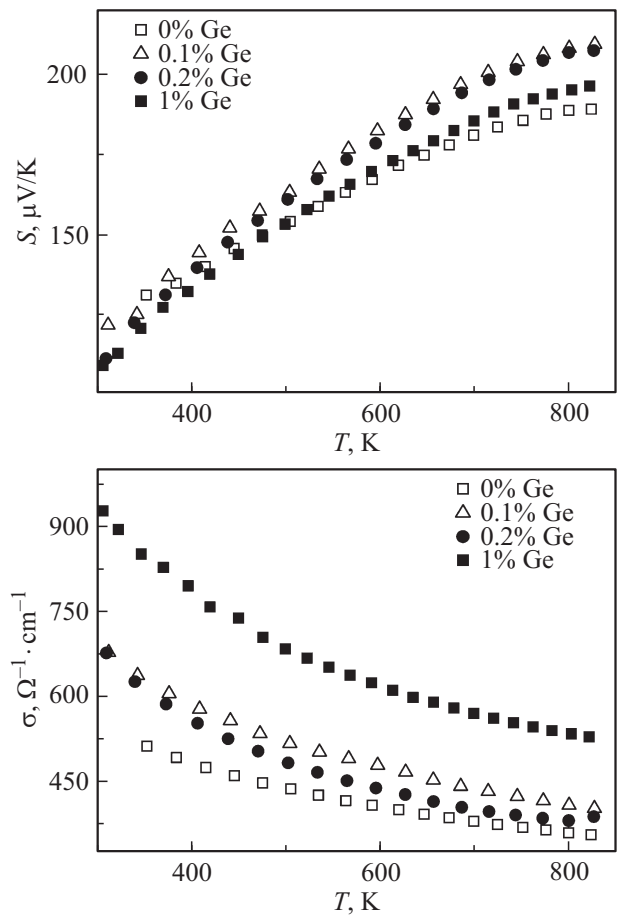 0% Ge
0.1% Ge
0.2% Ge
1% Ge
200
150
S, μV/K
400 600 800
T, K
0% Ge
0.1% Ge
0.2% Ge
1% Ge
900
750
600
450
σ, Ω⁻¹ · cm⁻¹
400 600 800
T, K